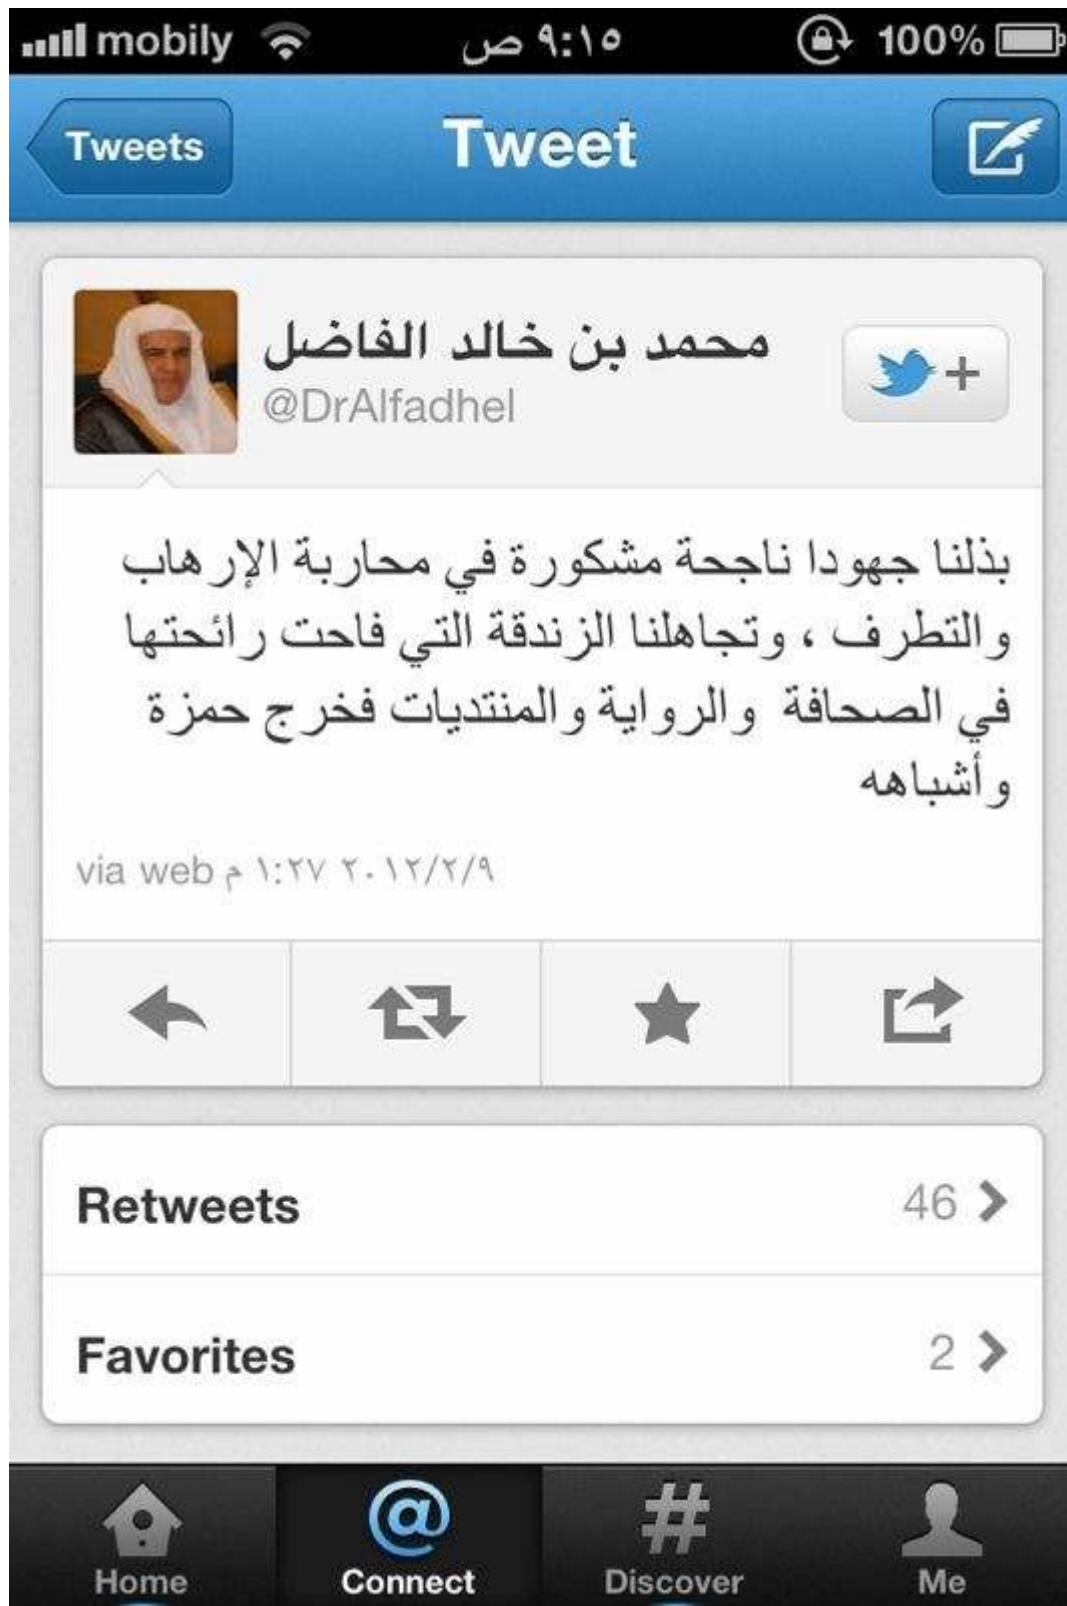 mobily ٩:١٥ ص 100%
Tweets Tweet
محمد بن خالد الفاضل
@DrAlfadhel
+
بذلنا جهودا ناجحة مشكورة في محاربة الإرهاب
والتطرف ، وتجاهلنا الزندقة التي فاحت رائحتها
في الصحافة والرواية والمنتديات فخرج حمزة
وأشباهه
via web م ١:٢٧ ٢٠١٢/٢/٩
Retweets 46
Favorites 2
Home Connect Discover Me